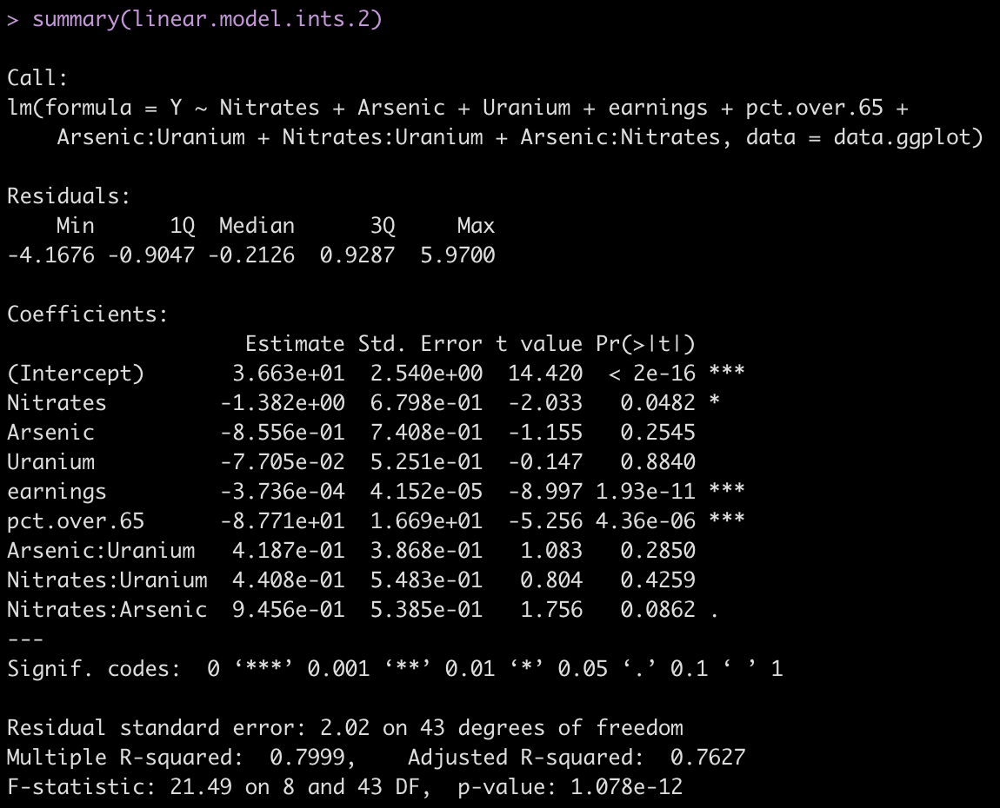 > summary(linear.model.ints.2)
Call:
lm(formula = Y ~ Nitrates + Arsenic + Uranium + earnings + pct.over.65 +
    Arsenic:Uranium + Nitrates:Uranium + Arsenic:Nitrates, data = data.ggplot)
Residuals:
    Min      1Q  Median      3Q     Max
-4.1676 -0.9047 -0.2126  0.9287  5.9700
Coefficients:
                   Estimate Std. Error t value Pr(>|t|)
(Intercept)       3.663e+01  2.540e+00  14.420  < 2e-16 ***
Nitrates         -1.382e+00  6.798e-01  -2.033   0.0482 *
Arsenic          -8.556e-01  7.408e-01  -1.155   0.2545
Uranium          -7.705e-02  5.251e-01  -0.147   0.8840
earnings         -3.736e-04  4.152e-05  -8.997 1.93e-11 ***
pct.over.65      -8.771e+01  1.669e+01  -5.256 4.36e-06 ***
Arsenic:Uranium   4.187e-01  3.868e-01   1.083   0.2850
Nitrates:Uranium  4.408e-01  5.483e-01   0.804   0.4259
Nitrates:Arsenic  9.456e-01  5.385e-01   1.756   0.0862 .
---
Signif. codes:  0 ‘***’ 0.001 ‘**’ 0.01 ‘*’ 0.05 ‘.’ 0.1 ‘ ’ 1
Residual standard error: 2.02 on 43 degrees of freedom
Multiple R-squared:  0.7999,    Adjusted R-squared:  0.7627
F-statistic: 21.49 on 8 and 43 DF,  p-value: 1.078e-12